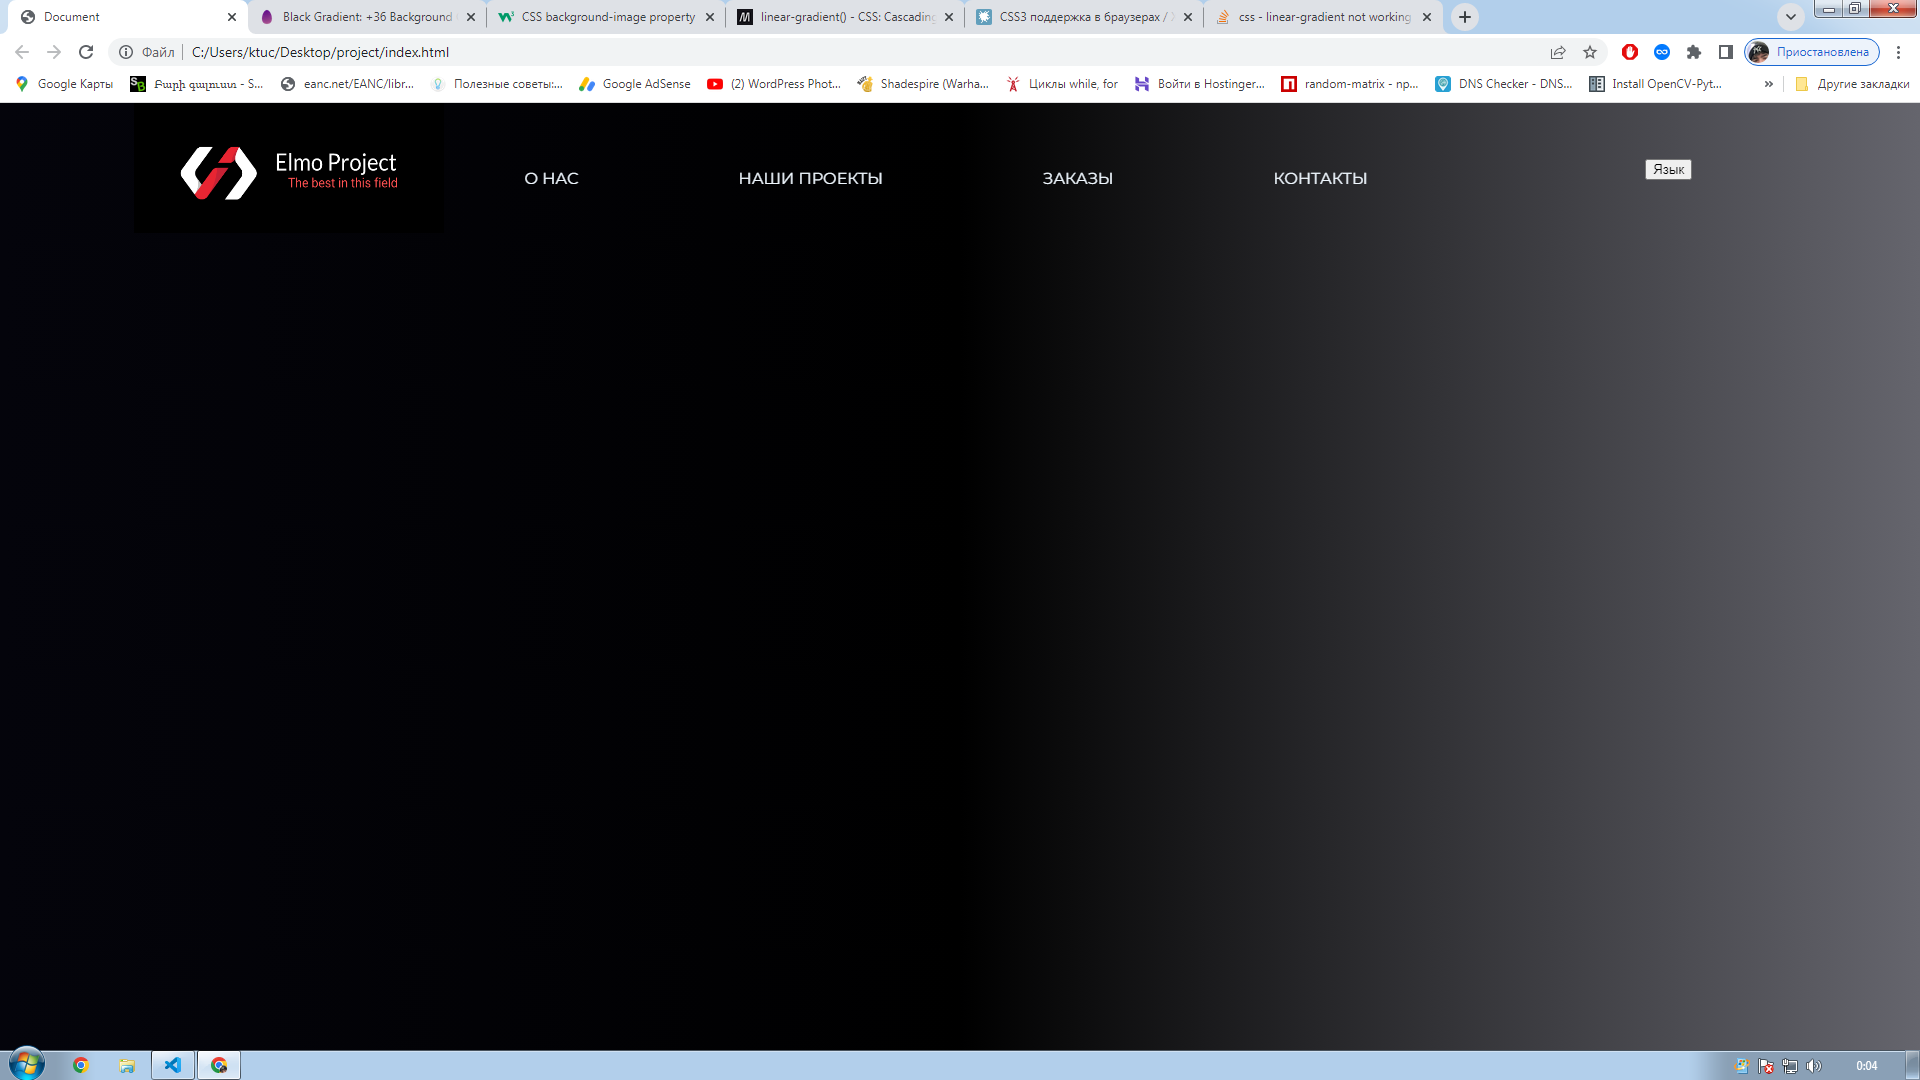 Document
Black Gradient: +36 Background
CSS background-image property
linear-gradient() - CSS: Cascading
CSS3 поддержка в браузерах /
css - linear-gradient not working
Файл C:/Users/ktuc/Desktop/project/index.html
Приостановлена
Google Карты
Բարի գալուստ - S...
eanc.net/EANC/libr...
Полезные советы:...
Google AdSense
(2) WordPress Phot...
Shadespire (Warha...
Циклы while, for
Войти в Hostinger...
random-matrix - np...
DNS Checker - DNS...
Install OpenCV-Pyt...
»
Другие закладки
Elmo Project
The best in this field
О НАС
НАШИ ПРОЕКТЫ
ЗАКАЗЫ
КОНТАКТЫ
Язык
0:04